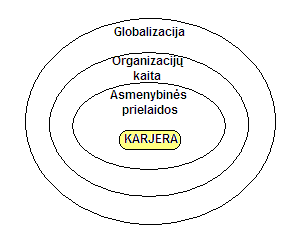 Globalizacija
Organizacijų
kaita
Asmenybinės
prielaidos
KARJERA